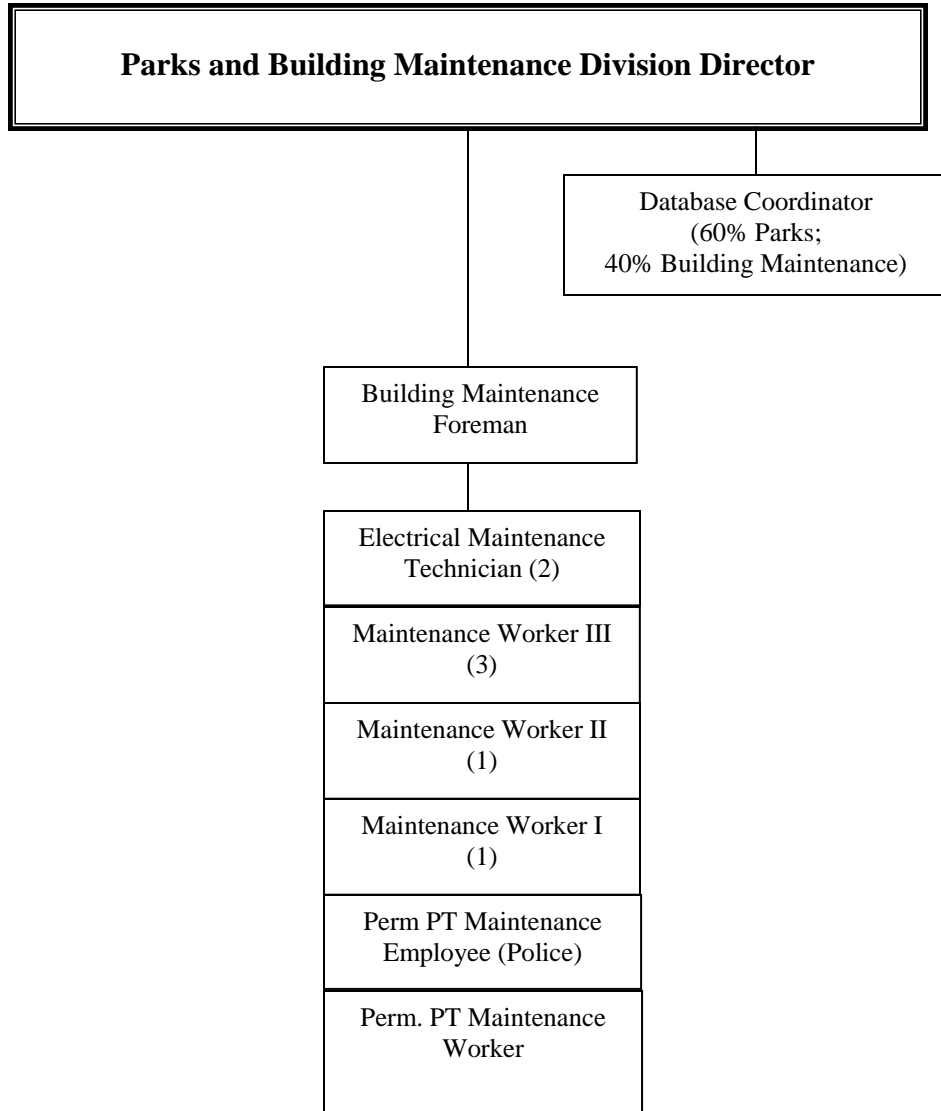 Parks and Building Maintenance Division Director
Database Coordinator
(60% Parks;
40% Building Maintenance)
Building Maintenance
Foreman
Electrical Maintenance
Technician (2)
Maintenance Worker III
(3)
Maintenance Worker II
(1)
Maintenance Worker I
(1)
Perm PT Maintenance
Employee (Police)
Perm. PT Maintenance
Worker